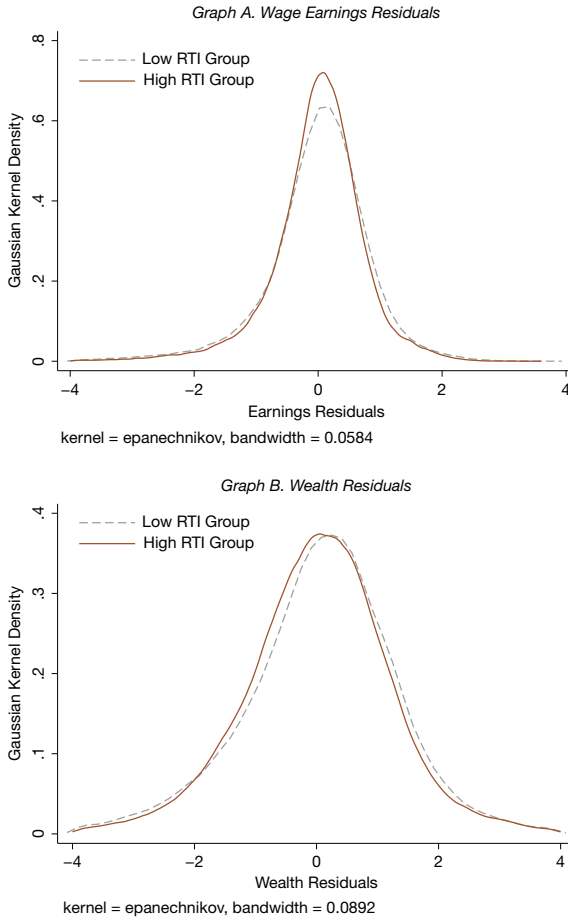 Graph A. Wage Earnings Residuals
.8
Low RTI Group
High RTI Group
Gaussian Kernel Density
.6
.4
.2
0
−4 −2 0 2 4
Earnings Residuals
kernel = epanechnikov, bandwidth = 0.0584
Graph B. Wealth Residuals
.4
Low RTI Group
High RTI Group
Gaussian Kernel Density
.3
.2
.1
0
−4 −2 0 2 4
Wealth Residuals
kernel = epanechnikov, bandwidth = 0.0892